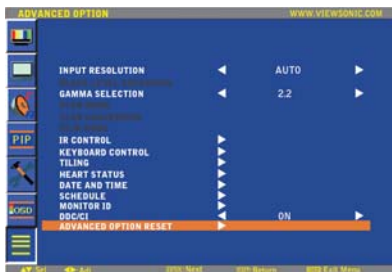 ADVANCED OPTION WWW.VIEWSONIC.COM
INPUT RESOLUTION AUTO
GAMMA SELECTION 2.2
SCAN MODE
IR CONTROL
KEYBOARD CONTROL
TILING
HEART STATUS
DATE AND TIME
SCHEDULE
MONITOR ID
DDC/CI ON
ADVANCED OPTION RESET
PIP
OSD
Sel Adj Next Return Exit Menu